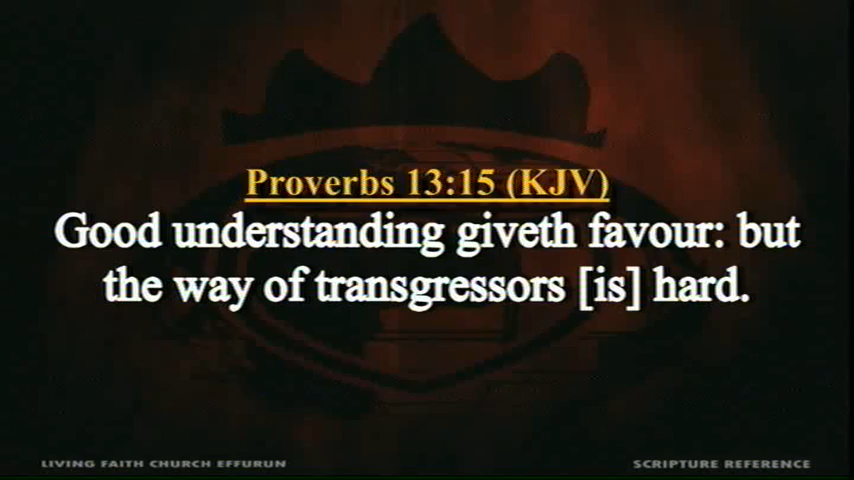 Proverbs 13:15 (KJV)
Good understanding giveth favour: but
the way of transgressors [is] hard.
LIVING FAITH CHURCH EFFURUN
SCRIPTURE REFERENCE